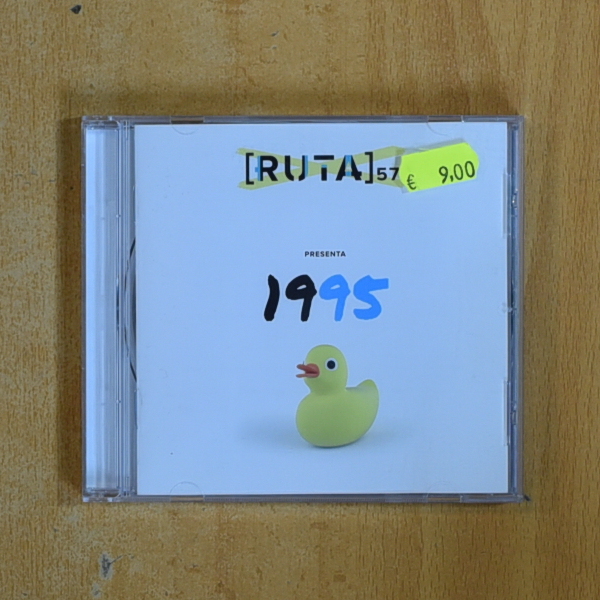 [RUTA]57
€ 9,00
PRESENTA
1995